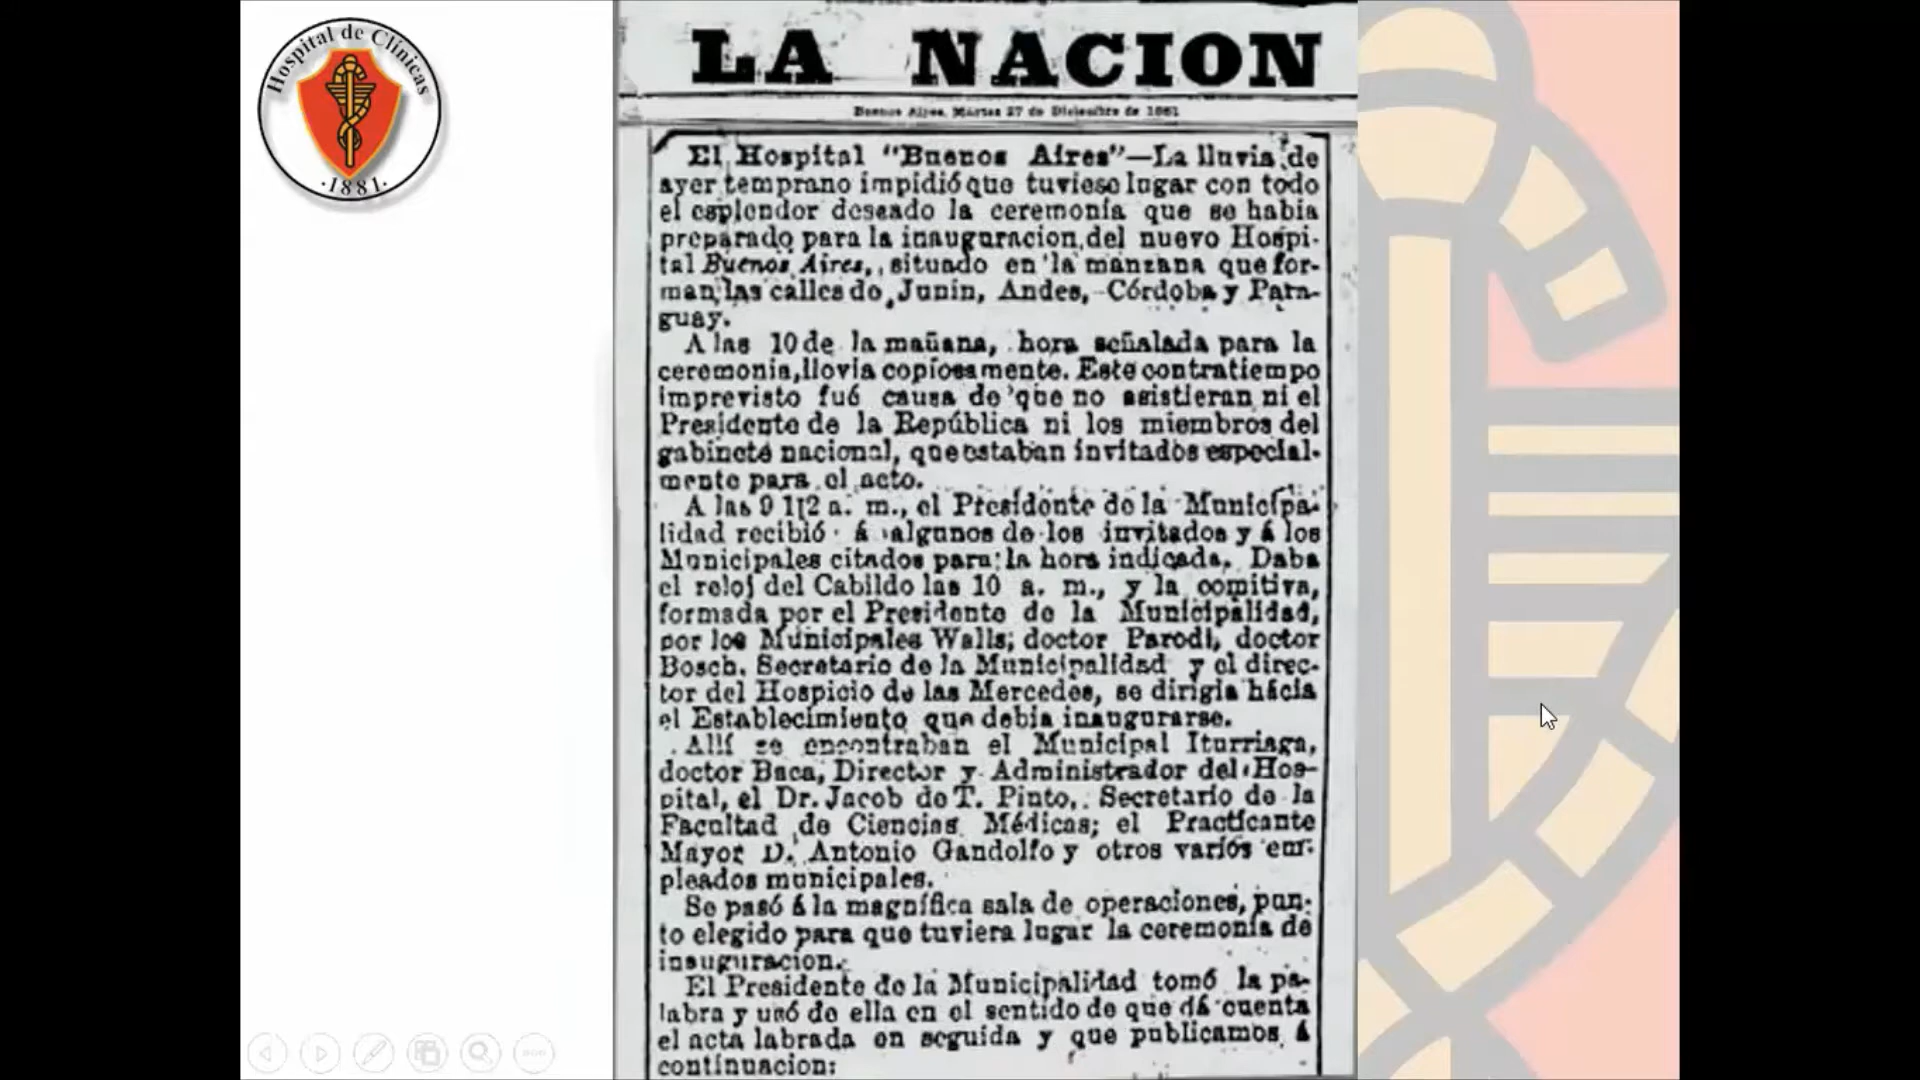 Hospital de Clínicas
·1881·
LA NACION
Buenos Aires, Martes 27 de Diciembre de 1881
El Hospital “Buenos Aires”—La lluvia de
ayer temprano impidió que tuviese lugar con todo
el esplendor deseado la ceremonia que se habia
preparado para la inauguracion del nuevo Hospi-
tal Buenos Aires, situado en la manzana que for-
man las calles de Junin, Andes, Córdoba y Para-
guay.
A las 10 de la mañana, hora señalada para la
ceremonia, llovia copiosamente. Este contratiempo
imprevisto fué causa de que no asistieran ni el
Presidente de la República ni los miembros del
gabinete nacional, que estaban invitados especial-
mente para el acto.
A las 9 1|2 a. m., el Presidente de la Municipa-
lidad recibió á algunos de los invitados y á los
Municipales citados para la hora indicada. Daba
el reloj del Cabildo las 10 a. m., y la comitiva,
formada por el Presidente de la Municipalidad,
por los Municipales Walls; doctor Parodi, doctor
Bosch, Secretario de la Municipalidad y el direc-
tor del Hospicio de las Mercedes, se dirigia hácia
el Establecimiento que debia inaugurarse.
Allí se encontraban el Municipal Iturriaga,
doctor Baca, Director y Administrador del Hos-
pital, el Dr. Jacob de T. Pinto, Secretario de la
Facultad de Ciencias Médicas; el Practicante
Mayor D. Antonio Gandolfo y otros varios em-
pleados municipales.
Se pasó á la magnífica sala de operaciones, pun-
to elegido para que tuviera lugar la ceremonia de
inauguracion.
El Presidente de la Municipalidad tomó la pa-
labra y usó de ella en el sentido de que dá cuenta
el acta labrada en seguida y que publicamos á
continuacion: